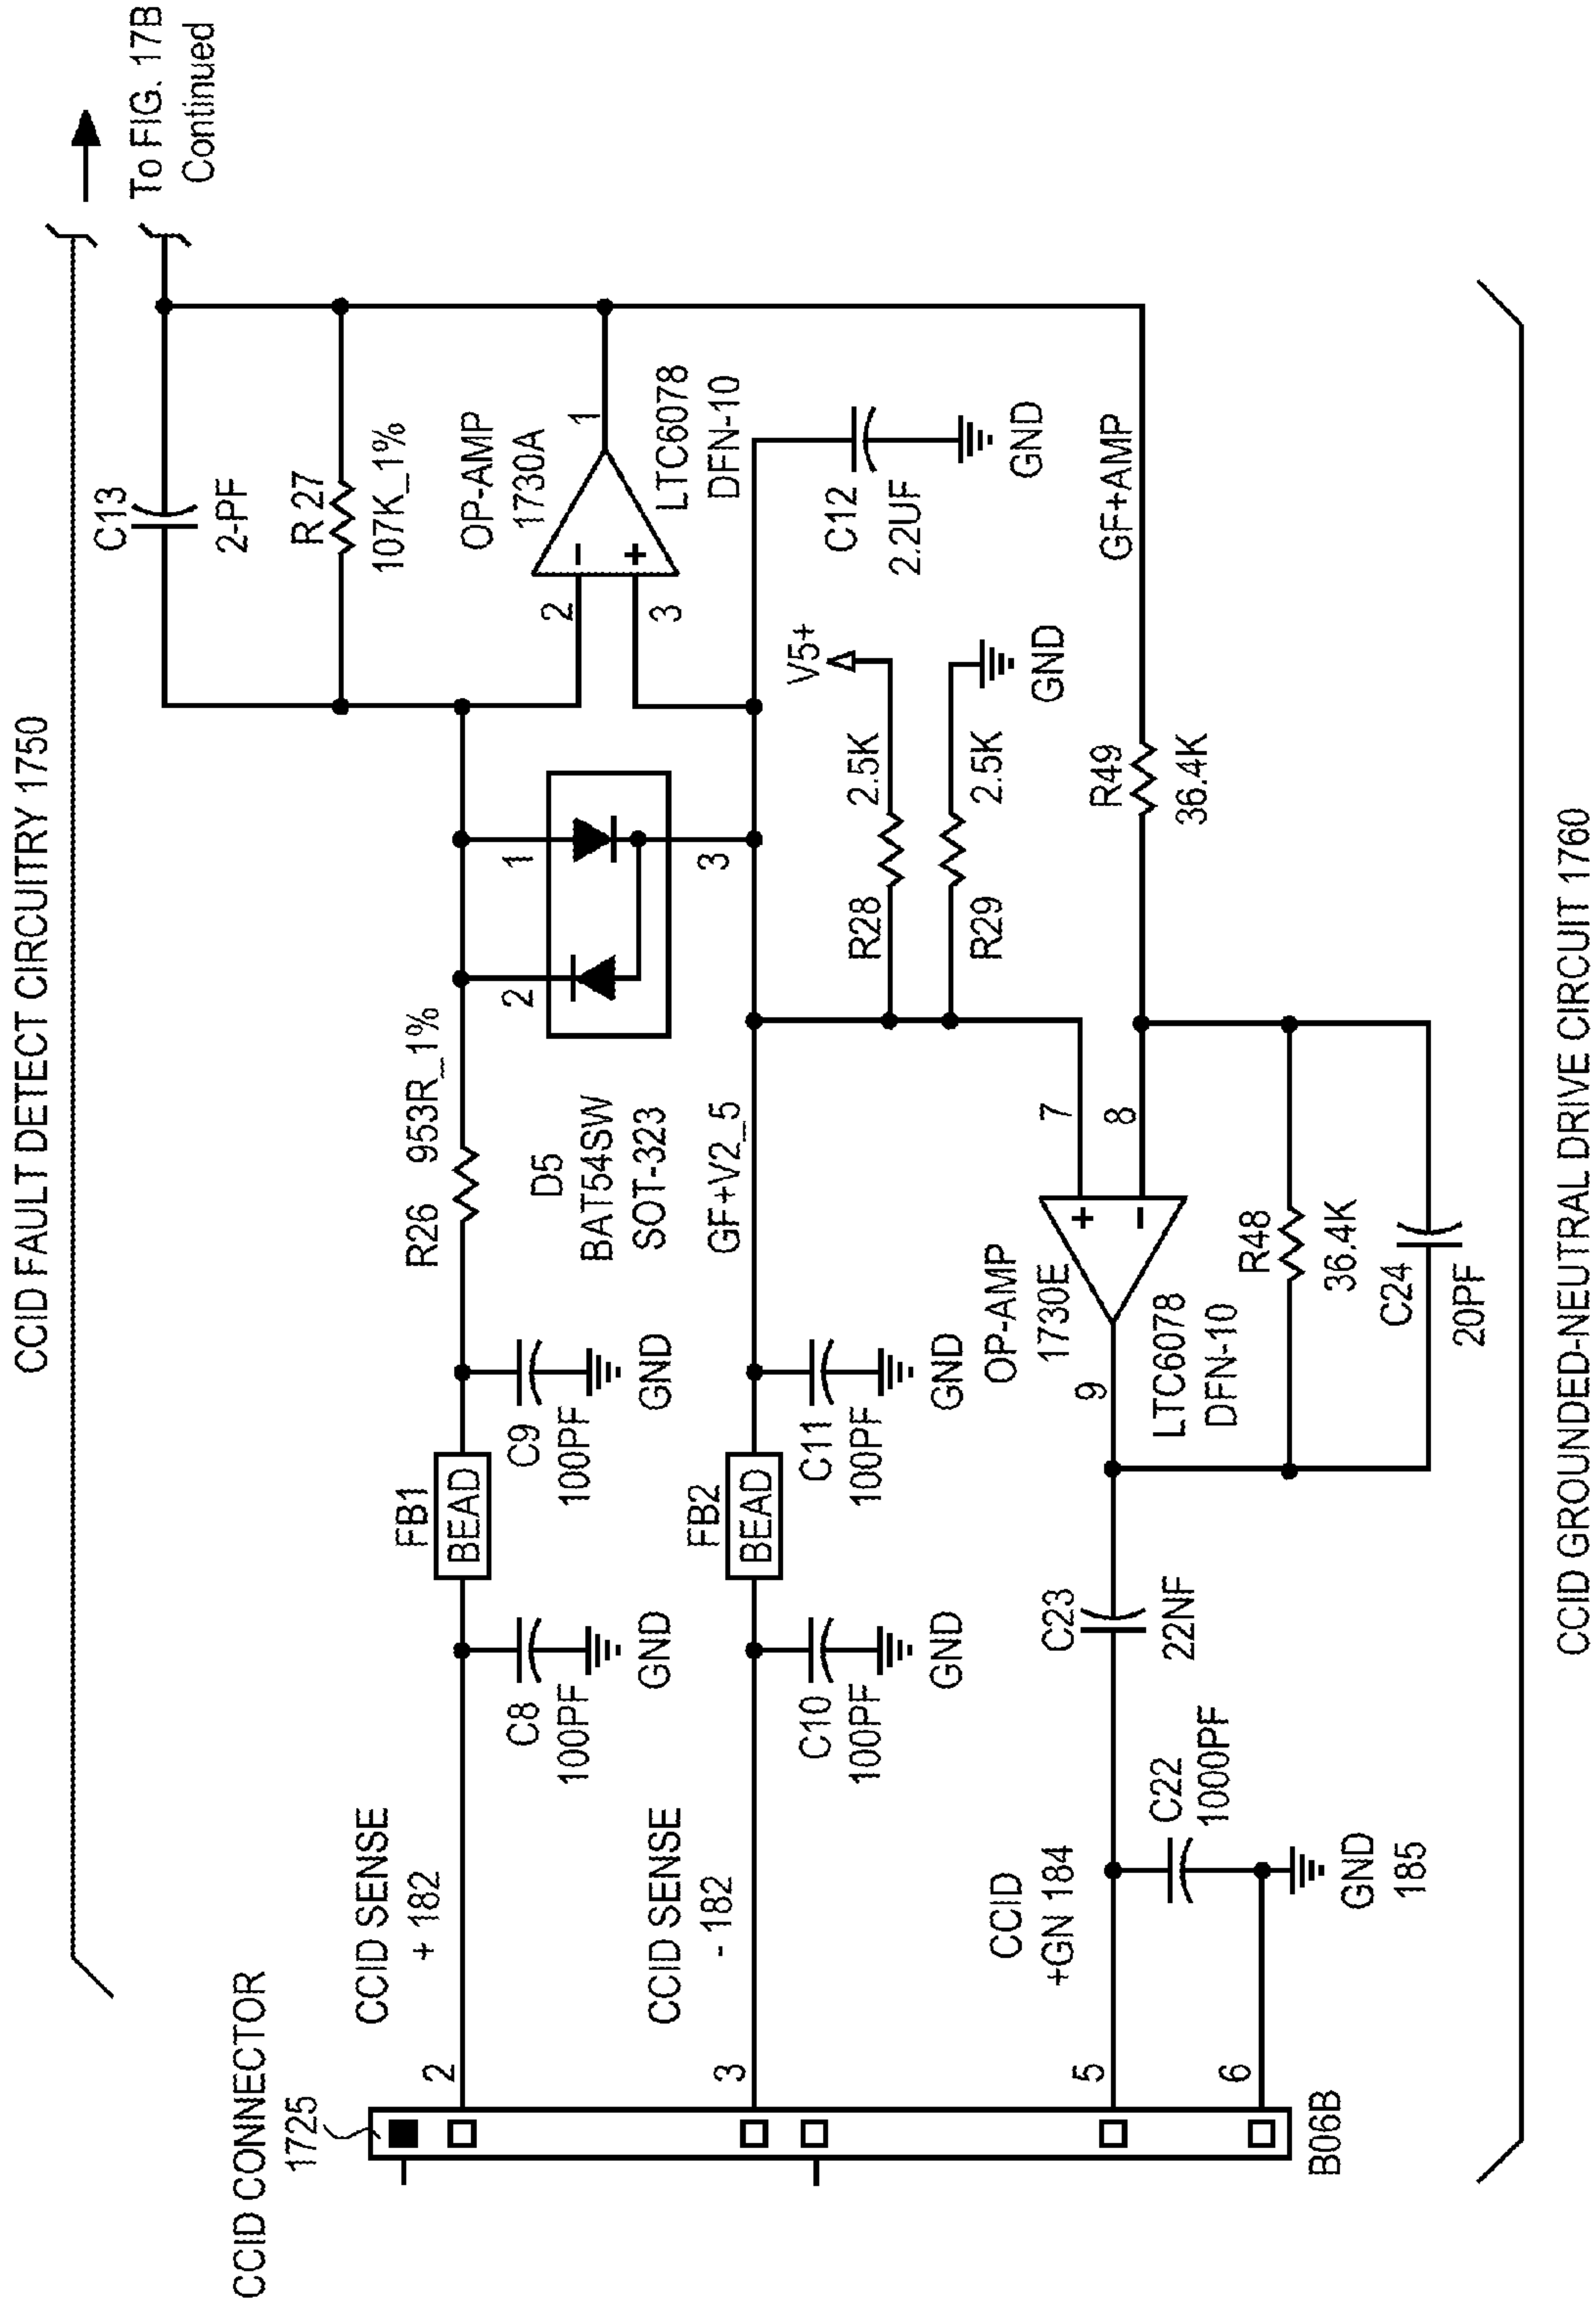 CCID FAULT DETECT CIRCUITRY 1750
To FIG. 17B
Continued
CCID CONNECTOR
1725
B06B
2
3
5
6
CCID SENSE
+ 182
CCID SENSE
- 182
CCID
+GN 184
C8
100PF
GND
FB1
BEAD
C9
100PF
GND
R26 953R_1%
D5
BAT54SW
SOT-323
2
1
3
C13
2-PF
R 27
107K_1%
OP-AMP
1730A
2
3
1
LTC6078
DFN-10
C10
100PF
GND
FB2
BEAD
C11
100PF
GND
GF+V2_5
C12
2.2UF
GND
R28 2.5K
V5+
R29 2.5K
GND
C22
1000PF
GND
185
C23
22NF
OP-AMP
1730E
9
7
8
LTC6078
DFN-10
R48
36.4K
C24
20PF
R49
36.4K
GF+AMP
CCID GROUNDED-NEUTRAL DRIVE CIRCUIT 1760